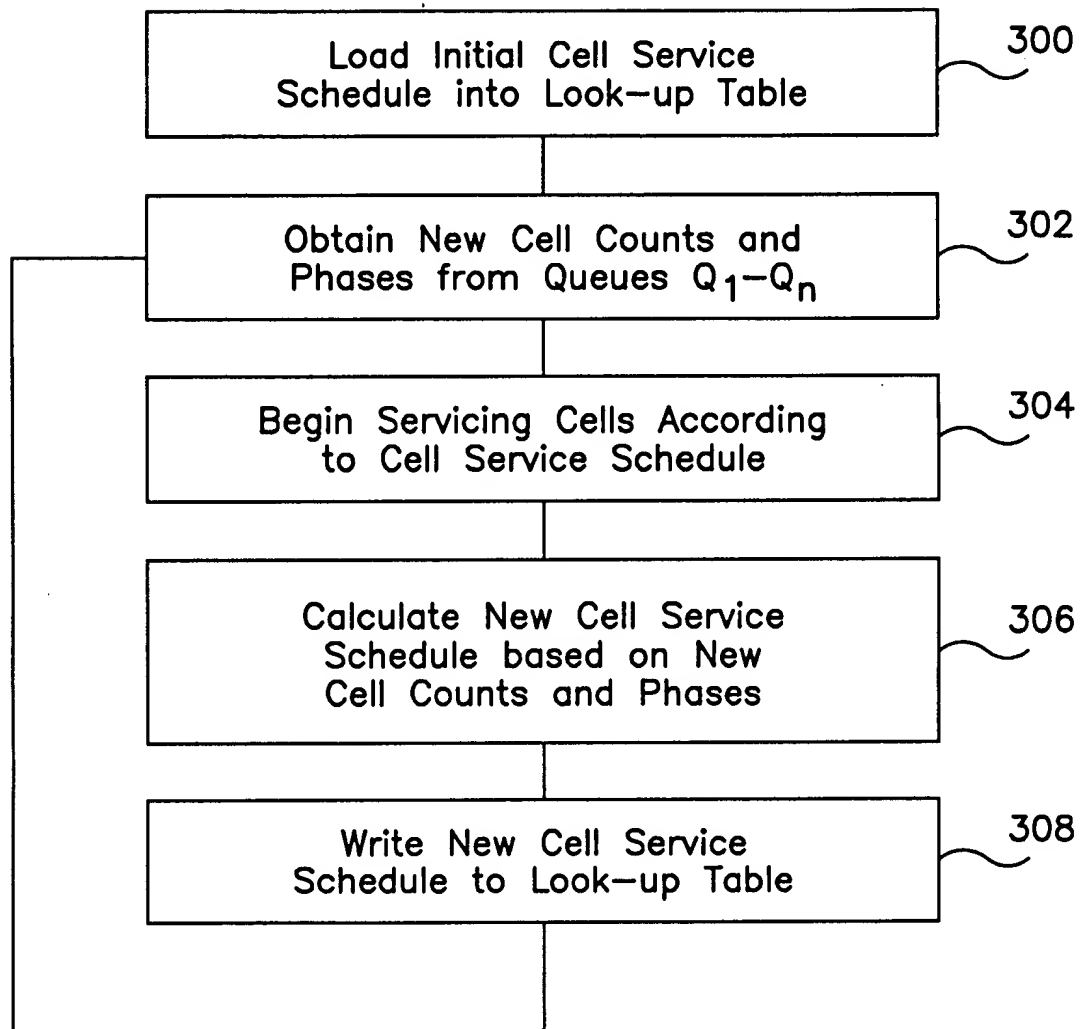 Load Initial Cell Service
Schedule into Look-up Table
300
Obtain New Cell Counts and
Phases from Queues Q₁-Qₙ
302
Begin Servicing Cells According
to Cell Service Schedule
304
Calculate New Cell Service
Schedule based on New
Cell Counts and Phases
306
Write New Cell Service
Schedule to Look-up Table
308